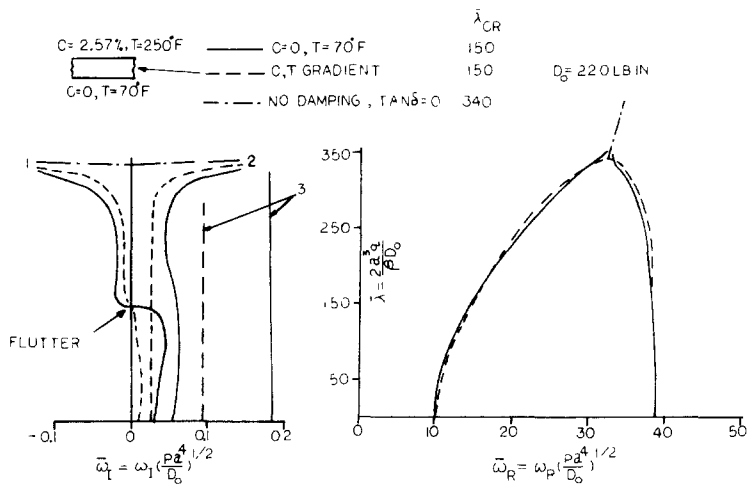 λ̄CR
C= 2.57%, T=250°F
C=0, T=70°F
150
C,T GRADIENT
150
D₀= 220 LB IN
C=0, T=70°F
NO DAMPING, TANδ=0
340
1
2
3
350
250
150
50
λ̄ = 2a³q/βD₀
FLUTTER
-0.1
0
0.1
0.2
0
10
20
30
40
50
ω̄I = ωI(Pa⁴/D₀)^1/2
ω̄R = ωR(Pa⁴/D₀)^1/2